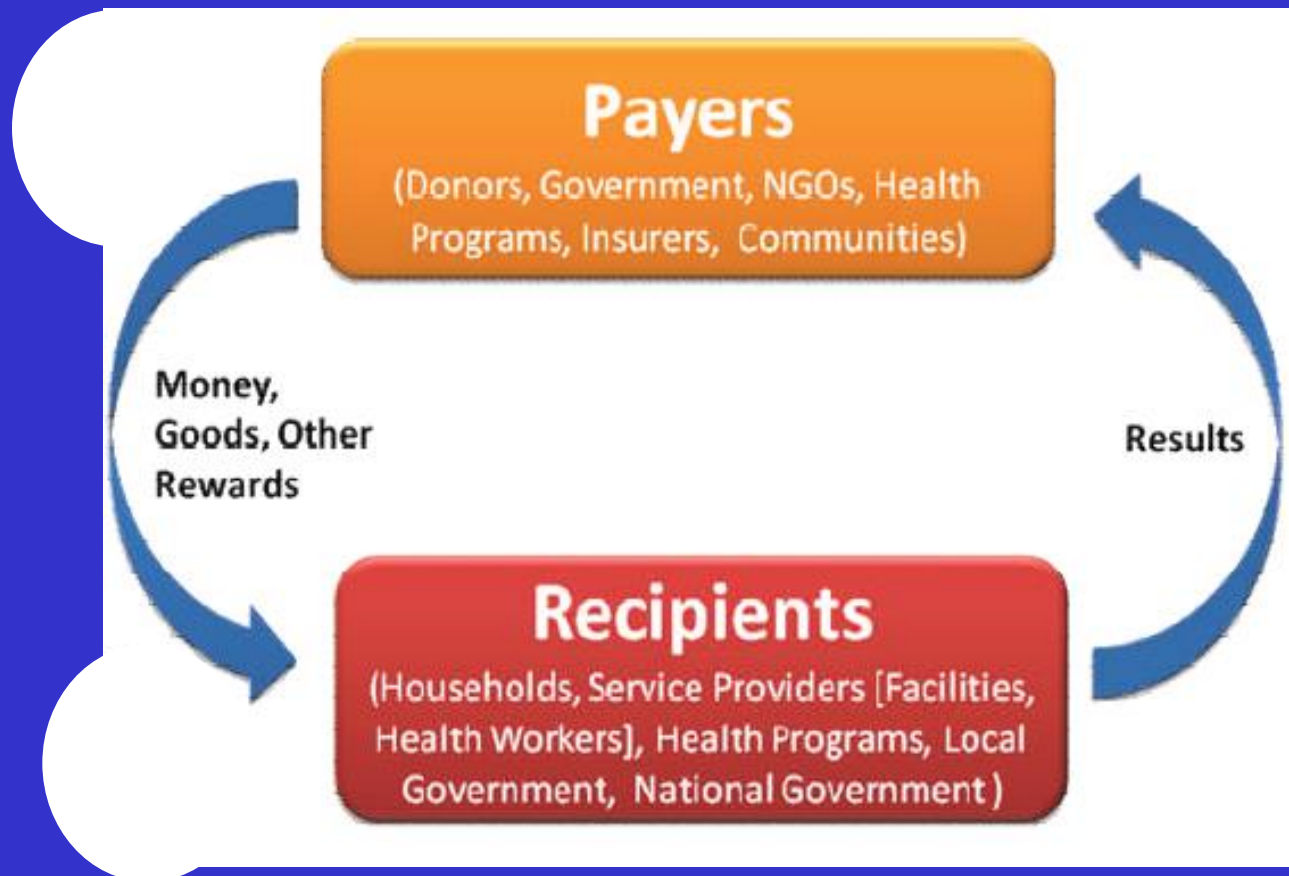 Payers
(Donors, Government, NGOs, Health
Programs, Insurers, Communities)
Money,
Goods, Other
Rewards
Results
Recipients
(Households, Service Providers [Facilities,
Health Workers], Health Programs, Local
Government, National Government )